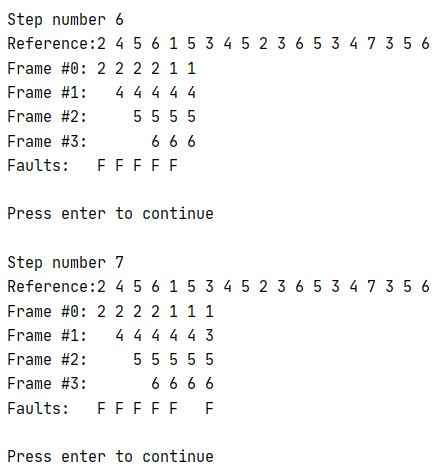 Step number 6
Reference:2 4 5 6 1 5 3 4 5 2 3 6 5 3 4 7 3 5 6
Frame #0: 2 2 2 2 1 1
Frame #1:   4 4 4 4 4
Frame #2:     5 5 5 5
Frame #3:       6 6 6
Faults:   F F F F F

Press enter to continue

Step number 7
Reference:2 4 5 6 1 5 3 4 5 2 3 6 5 3 4 7 3 5 6
Frame #0: 2 2 2 2 1 1 1
Frame #1:   4 4 4 4 4 3
Frame #2:     5 5 5 5 5
Frame #3:       6 6 6 6
Faults:   F F F F F   F

Press enter to continue